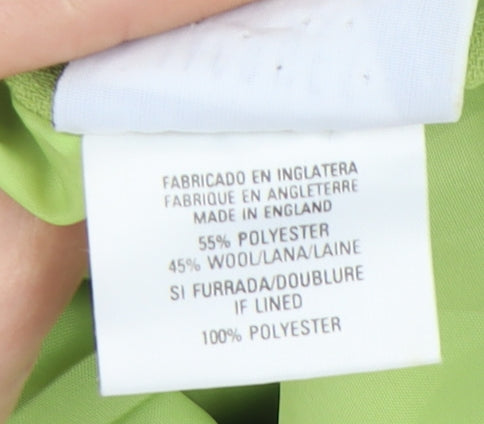 FABRICADO EN INGLATERA
FABRIQUE EN ANGLETERRE
MADE IN ENGLAND
55% POLYESTER
45% WOOL/LANA/LAINE
SI FURRADA/DOUBLURE
IF LINED
100% POLYESTER